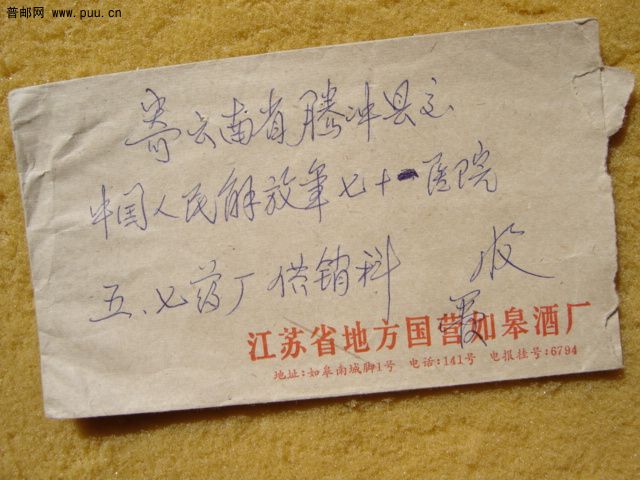 普邮网 www.puu.cn
寄云南省腾冲县
中国人民解放军七十一医院
五.七药厂供销科 收
江苏省地方国营如皋酒厂
地址:如皋南城脚1号 电话:141号 电报挂号:6794